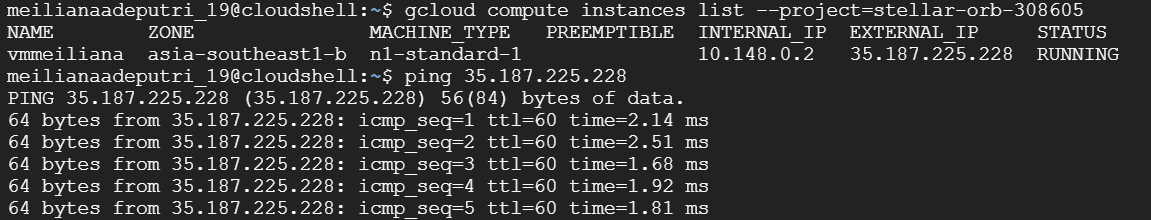 meilianaadeputri_19@cloudshell:~$ gcloud compute instances list --project=stellar-orb-308605
NAME ZONE MACHINE_TYPE PREEMPTIBLE INTERNAL_IP EXTERNAL_IP STATUS
vmmeiliana asia-southeast1-b n1-standard-1 10.148.0.2 35.187.225.228 RUNNING
meilianaadeputri_19@cloudshell:~$ ping 35.187.225.228
PING 35.187.225.228 (35.187.225.228) 56(84) bytes of data.
64 bytes from 35.187.225.228: icmp_seq=1 ttl=60 time=2.14 ms
64 bytes from 35.187.225.228: icmp_seq=2 ttl=60 time=2.51 ms
64 bytes from 35.187.225.228: icmp_seq=3 ttl=60 time=1.68 ms
64 bytes from 35.187.225.228: icmp_seq=4 ttl=60 time=1.92 ms
64 bytes from 35.187.225.228: icmp_seq=5 ttl=60 time=1.81 ms